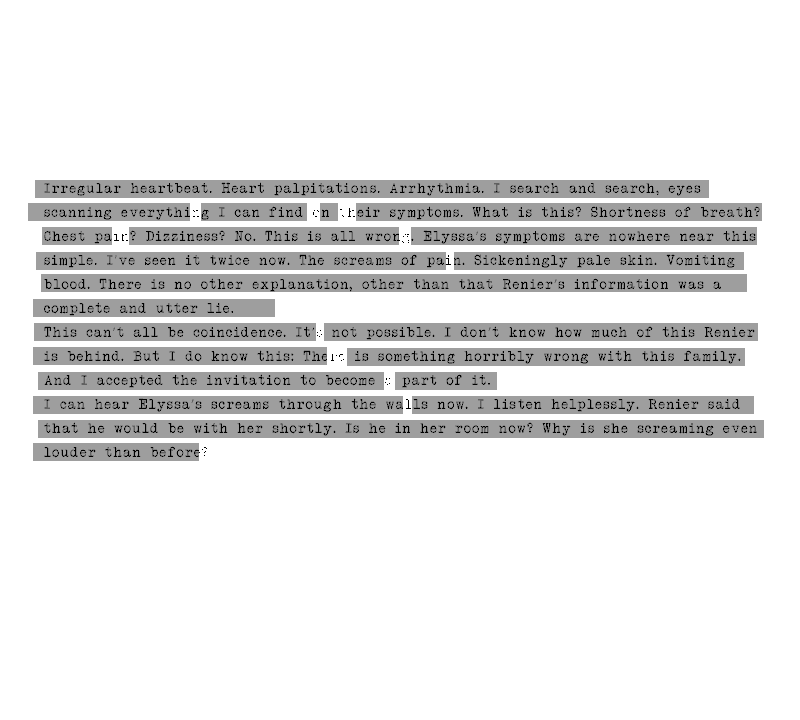 Irregular heartbeat. Heart palpitations. Arrhythmia. I search and search, eyes
scanning everything I can find on their symptoms. What is this? Shortness of breath?
Chest pain? Dizziness? No. This is all wrong. Elyssa's symptoms are nowhere near this
simple. I've seen it twice now. The screams of pain. Sickeningly pale skin. Vomiting
blood. There is no other explanation, other than that Renier's information was a
complete and utter lie.
This can't all be coincidence. It's not possible. I don't know how much of this Renier
is behind. But I do know this: There is something horribly wrong with this family.
And I accepted the invitation to become a part of it.
I can hear Elyssa's screams through the walls now. I listen helplessly. Renier said
that he would be with her shortly. Is he in her room now? Why is she screaming even
louder than before?